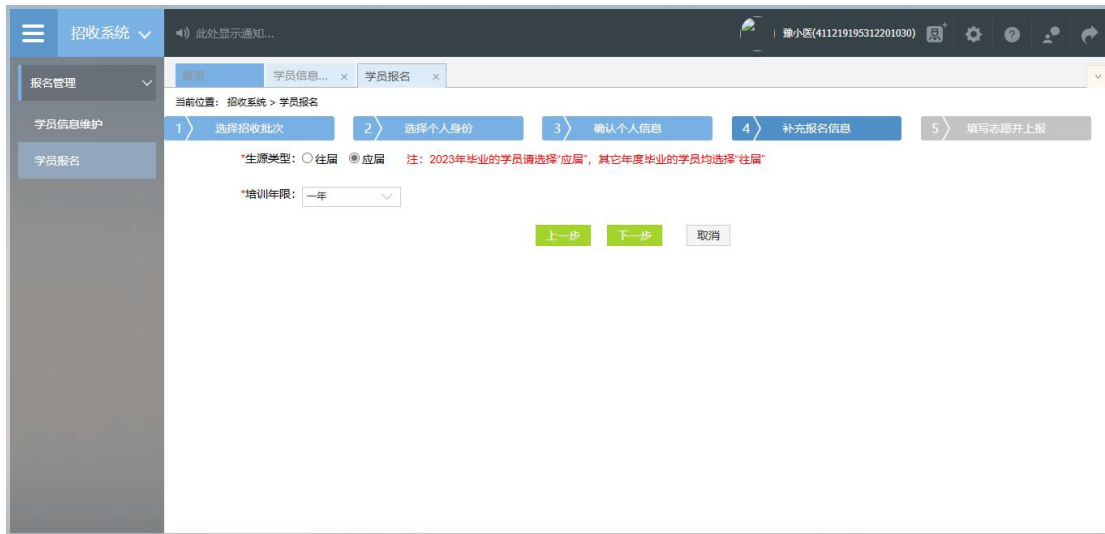 招收系统
此处显示通知...
豫小医(411219195312201030)
报名管理
首页
学员信息... ×
学员报名 ×
当前位置: 招收系统 > 学员报名
学员信息维护
学员报名
1 选择招收批次
2 选择个人身份
3 确认个人信息
4 补充报名信息
5 填写志愿并上报
*生源类型: 往届 应届 注：2023年毕业的学员请选择"应届"，其它年度毕业的学员均选择"往届"
*培训年限: 一年
上一步 下一步 取消